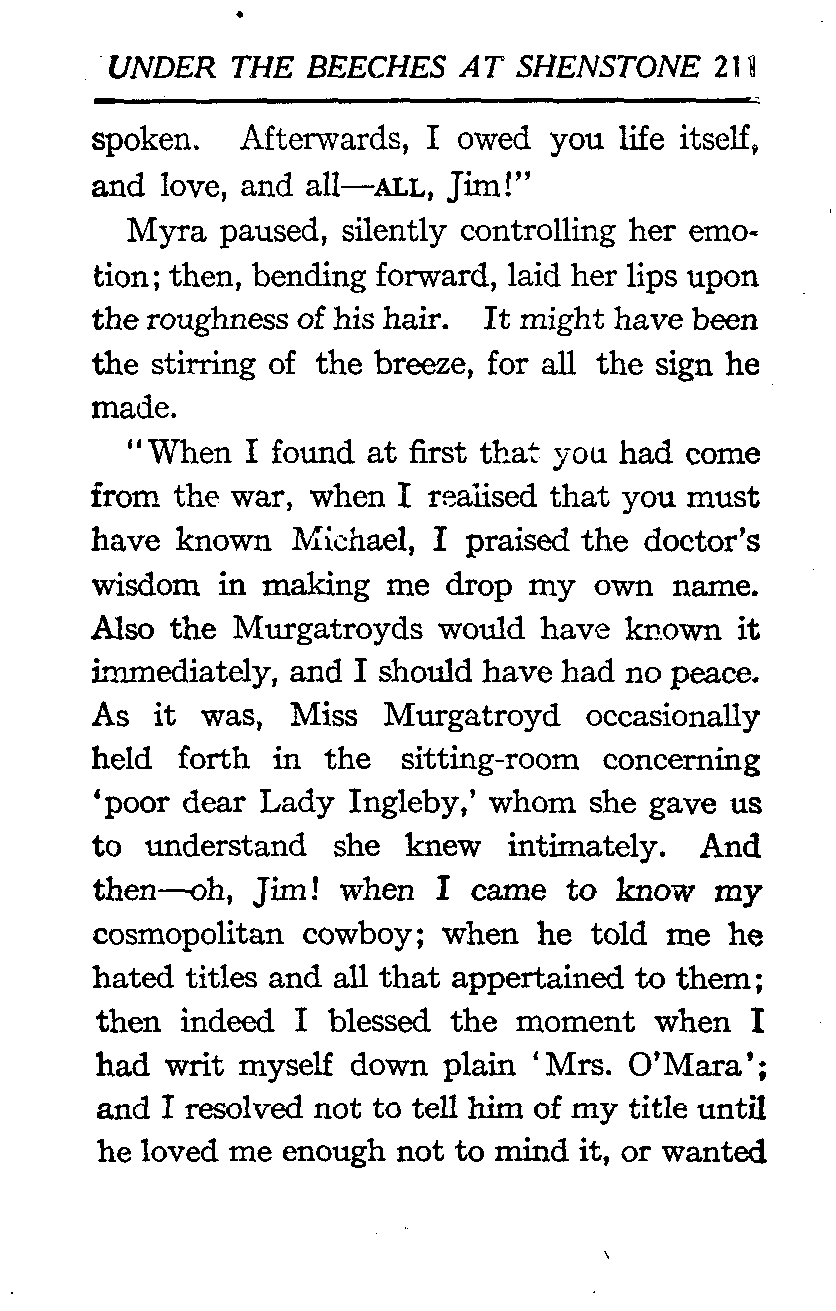 UNDER THE BEECHES AT SHENSTONE 211
spoken. Afterwards, I owed you life itself,
and love, and all—ALL, Jim!"
Myra paused, silently controlling her emo-
tion; then, bending forward, laid her lips upon
the roughness of his hair. It might have been
the stirring of the breeze, for all the sign he
made.
"When I found at first that you had come
from the war, when I realised that you must
have known Michael, I praised the doctor's
wisdom in making me drop my own name.
Also the Murgatroyds would have known it
immediately, and I should have had no peace.
As it was, Miss Murgatroyd occasionally
held forth in the sitting-room concerning
'poor dear Lady Ingleby,' whom she gave us
to understand she knew intimately. And
then—oh, Jim! when I came to know my
cosmopolitan cowboy; when he told me he
hated titles and all that appertained to them;
then indeed I blessed the moment when I
had writ myself down plain 'Mrs. O'Mara';
and I resolved not to tell him of my title until
he loved me enough not to mind it, or wanted